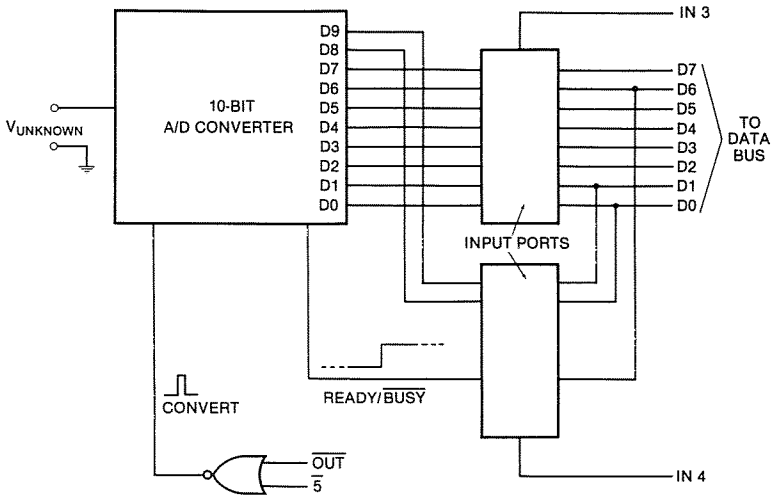 IN 3
D9
D8
D7
D6
D5
D4
D3
D2
D1
D0
10-BIT
A/D CONVERTER
VUNKNOWN
D7
D6
D5
D4
D3
D2
D1
D0
TO
DATA
BUS
INPUT PORTS
CONVERT
READY/BUSY
OUT
5
IN 4